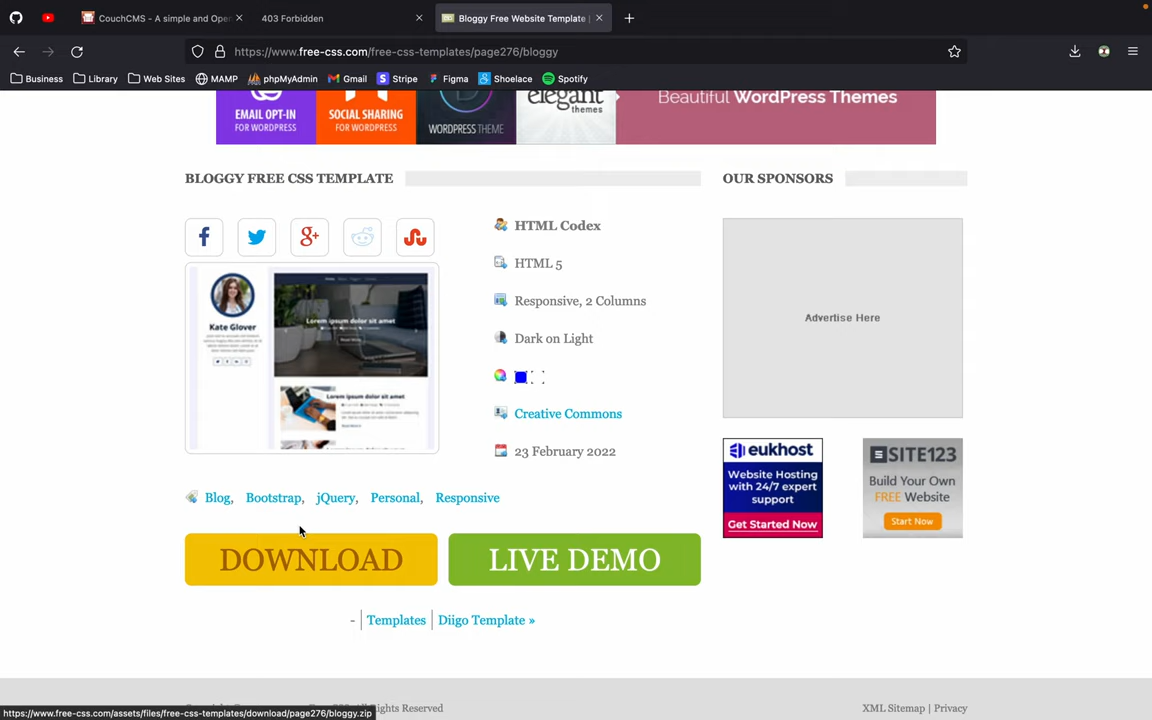 CouchCMS - A simple and Open
403 Forbidden
Bloggy Free Website Template |
https://www.free-css.com/free-css-templates/page276/bloggy
Business
Library
Web Sites
MAMP
phpMyAdmin
Gmail
Stripe
Figma
Shoelace
Spotify
EMAIL OPT-IN
FOR WORDPRESS
SOCIAL SHARING
FOR WORDPRESS
WORDPRESS THEME
elegant
themes
Beautiful WordPress Themes
BLOGGY FREE CSS TEMPLATE
OUR SPONSORS
HTML Codex
HTML 5
Responsive, 2 Columns
Dark on Light
Creative Commons
23 February 2022
Kate Glover
Lorem ipsum dolor sit amet
Lorem ipsum dolor sit amet
Advertise Here
eukhost
Website Hosting
with 24/7 expert
support
Get Started Now
SITE123
Build Your Own
FREE Website
Start Now
Blog, Bootstrap, jQuery, Personal, Responsive
DOWNLOAD
LIVE DEMO
- | Templates | Diigo Template »
Rights Reserved
XML Sitemap | Privacy
https://www.free-css.com/assets/files/free-css-templates/download/page276/bloggy.zip